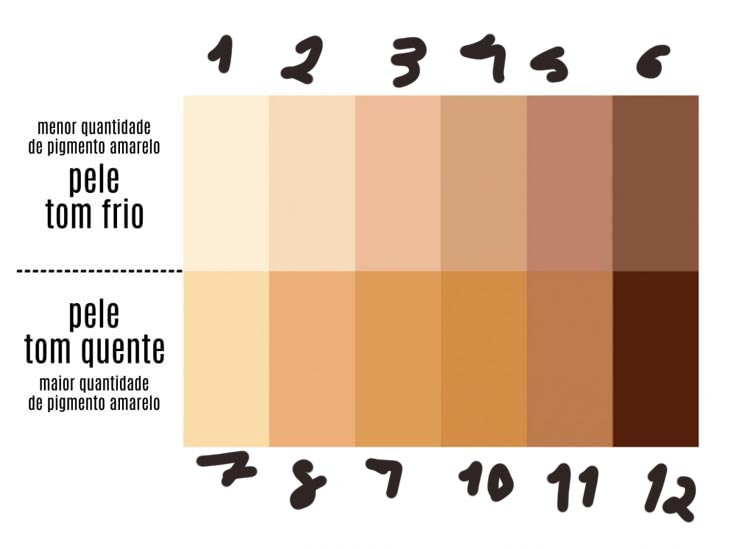 1 2 3 4 5 6
menor quantidade
de pigmento amarelo
pele
tom frio
pele
tom quente
maior quantidade
de pigmento amarelo
7 8 7 10 11 12